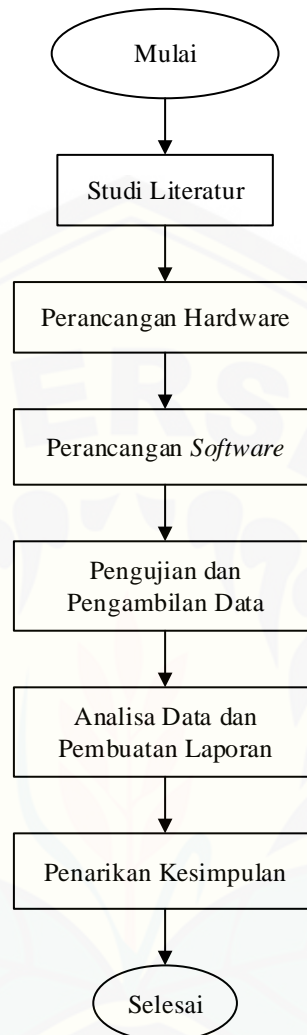 Mulai
Studi Literatur
Perancangan Hardware
Perancangan Software
Pengujian dan
Pengambilan Data
Analisa Data dan
Pembuatan Laporan
Penarikan Kesimpulan
Selesai